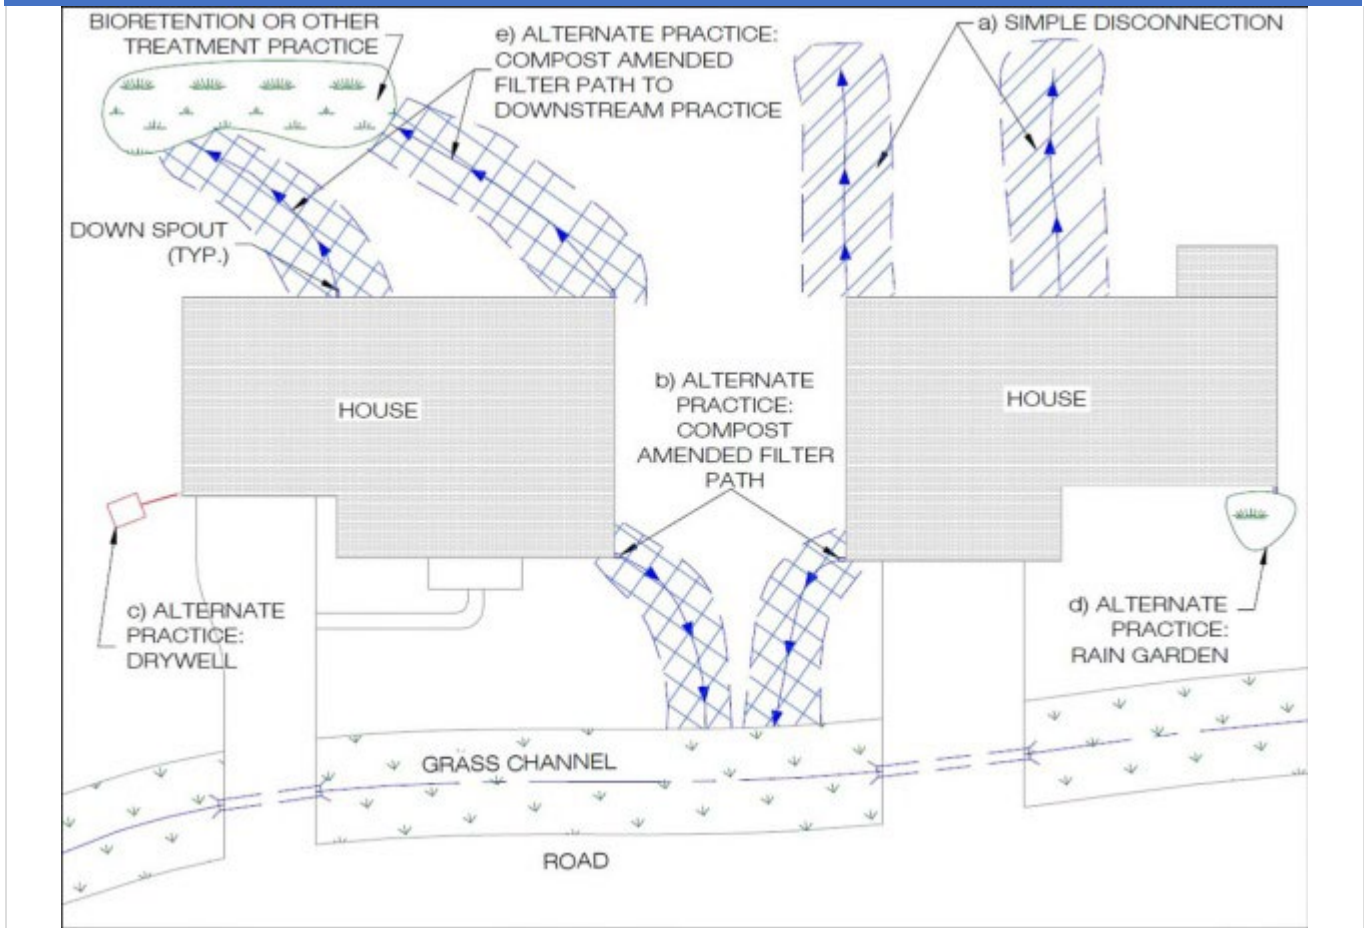 BIORETENTION OR OTHER
TREATMENT PRACTICE
e) ALTERNATE PRACTICE:
COMPOST AMENDED
FILTER PATH TO
DOWNSTREAM PRACTICE
a) SIMPLE DISCONNECTION
DOWN SPOUT
(TYP.)
HOUSE
b) ALTERNATE
PRACTICE:
COMPOST
AMENDED FILTER
PATH
HOUSE
c) ALTERNATE
PRACTICE:
DRYWELL
d) ALTERNATE
PRACTICE:
RAIN GARDEN
GRASS CHANNEL
ROAD